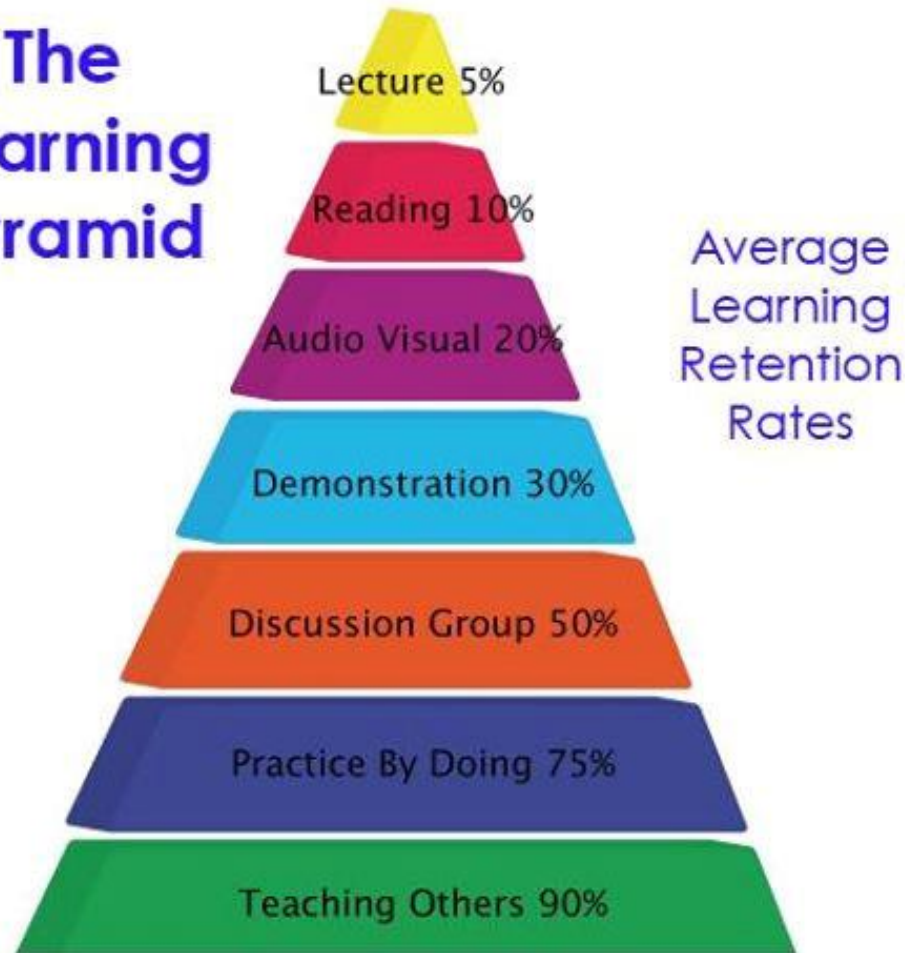 The
arning
ramid
Lecture 5%
Reading 10%
Audio Visual 20%
Demonstration 30%
Discussion Group 50%
Practice By Doing 75%
Teaching Others 90%
Average
Learning
Retention
Rates